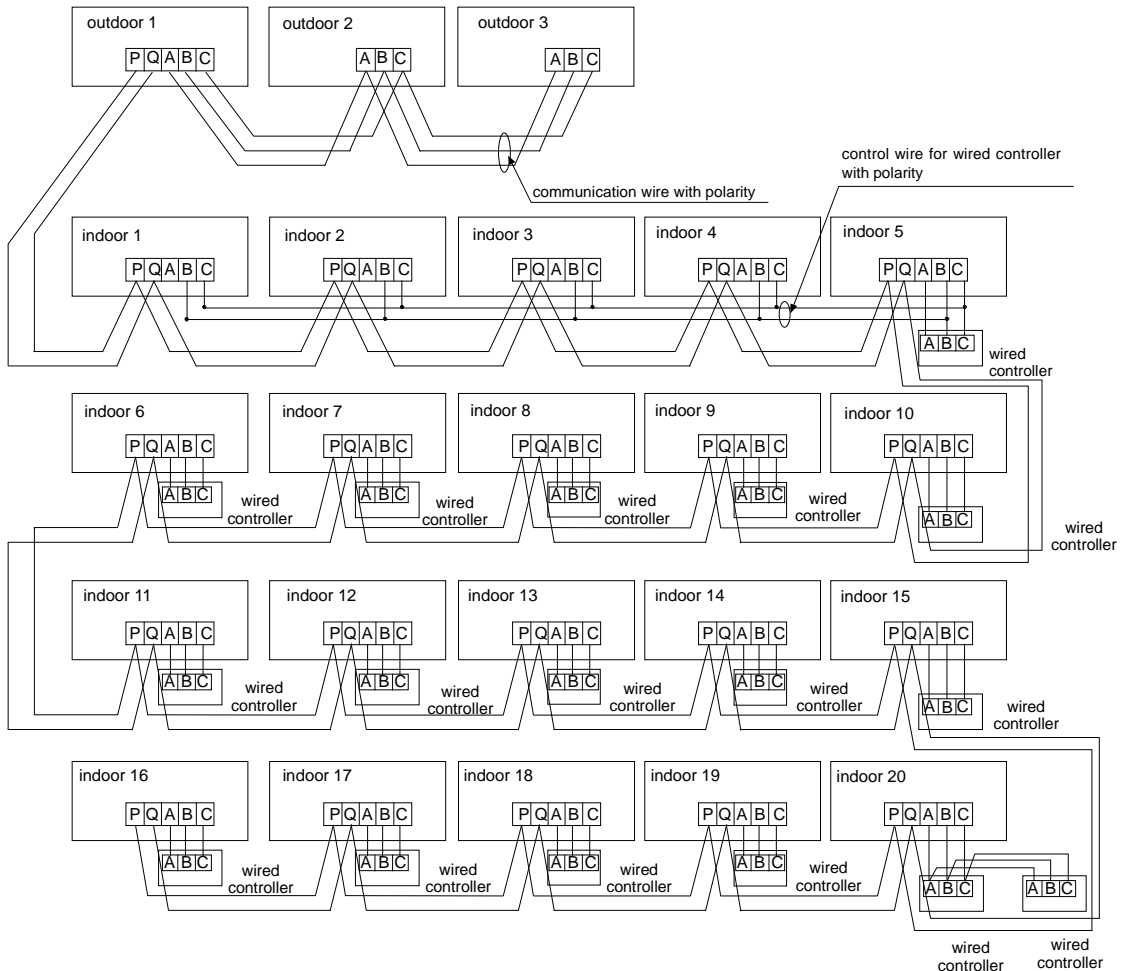 outdoor 1
outdoor 2
outdoor 3
P Q A B C
A B C
A B C
control wire for wired controller
with polarity
communication wire with polarity
indoor 1
indoor 2
indoor 3
indoor 4
indoor 5
P Q A B C
P Q A B C
P Q A B C
P Q A B C
P Q A B C
A B C
wired
controller
indoor 6
indoor 7
indoor 8
indoor 9
indoor 10
P Q A B C
P Q A B C
P Q A B C
P Q A B C
P Q A B C
A B C
wired
controller
A B C
wired
controller
A B C
wired
controller
A B C
wired
controller
A B C
wired
controller
indoor 11
indoor 12
indoor 13
indoor 14
indoor 15
P Q A B C
P Q A B C
P Q A B C
P Q A B C
P Q A B C
A B C
wired
controller
A B C
wired
controller
A B C
wired
controller
A B C
wired
controller
A B C
wired
controller
indoor 16
indoor 17
indoor 18
indoor 19
indoor 20
P Q A B C
P Q A B C
P Q A B C
P Q A B C
P Q A B C
A B C
wired
controller
A B C
wired
controller
A B C
wired
controller
A B C
wired
controller
A B C
A B C
wired
controller
wired
controller